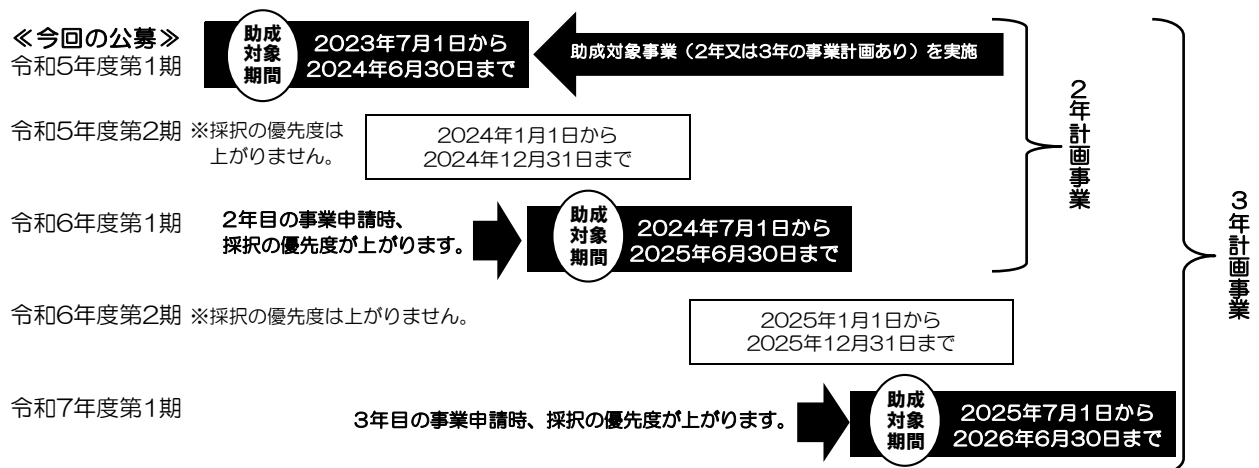 ≪今回の公募≫
令和5年度第1期
助成
対象
期間
2023年7月1日から
2024年6月30日まで
助成対象事業（2年又は3年の事業計画あり）を実施
令和5年度第2期
※採択の優先度は
上がりません。
2024年1月1日から
2024年12月31日まで
2年計画事業
令和6年度第1期
2年目の事業申請時、
採択の優先度が上がります。
助成
対象
期間
2024年7月1日から
2025年6月30日まで
3年計画事業
令和6年度第2期
※採択の優先度は上がりません。
2025年1月1日から
2025年12月31日まで
令和7年度第1期
3年目の事業申請時、採択の優先度が上がります。
助成
対象
期間
2025年7月1日から
2026年6月30日まで